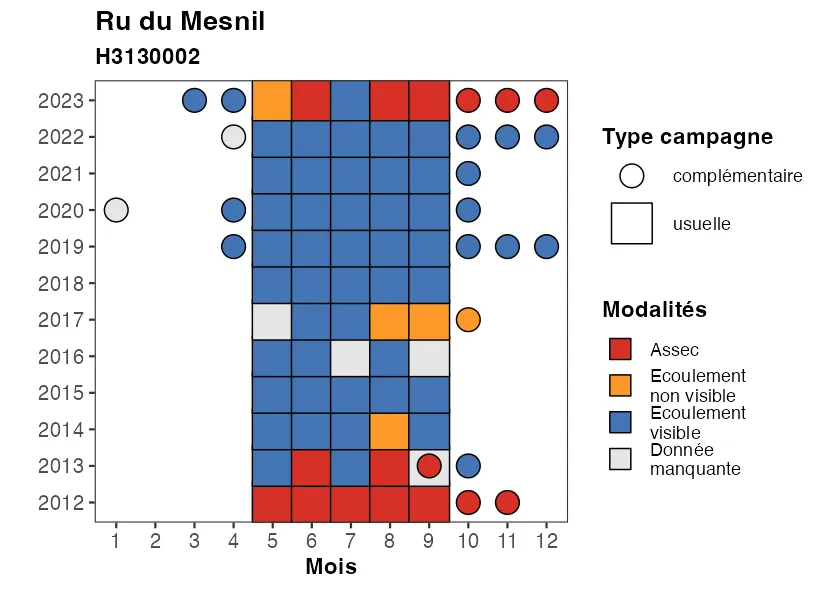 Ru du Mesnil
H3130002
2023
2022
2021
2020
2019
2018
2017
2016
2015
2014
2013
2012
1 2 3 4 5 6 7 8 9 10 11 12
Mois
Type campagne
complémentaire
usuelle
Modalités
Assec
Ecoulement
non visible
Ecoulement
visible
Donnée
manquante